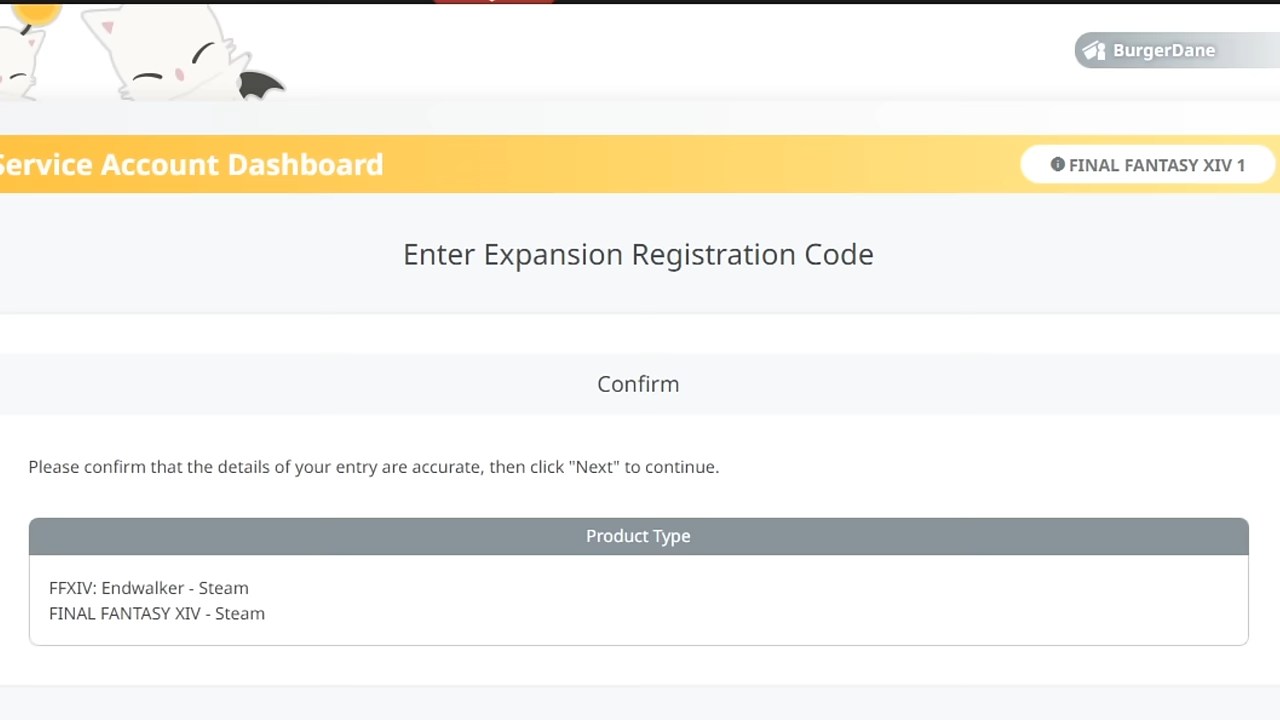 BurgerDane
Service Account Dashboard
FINAL FANTASY XIV 1
Enter Expansion Registration Code
Confirm
Please confirm that the details of your entry are accurate, then click "Next" to continue.
Product Type
FFXIV: Endwalker - Steam
FINAL FANTASY XIV - Steam